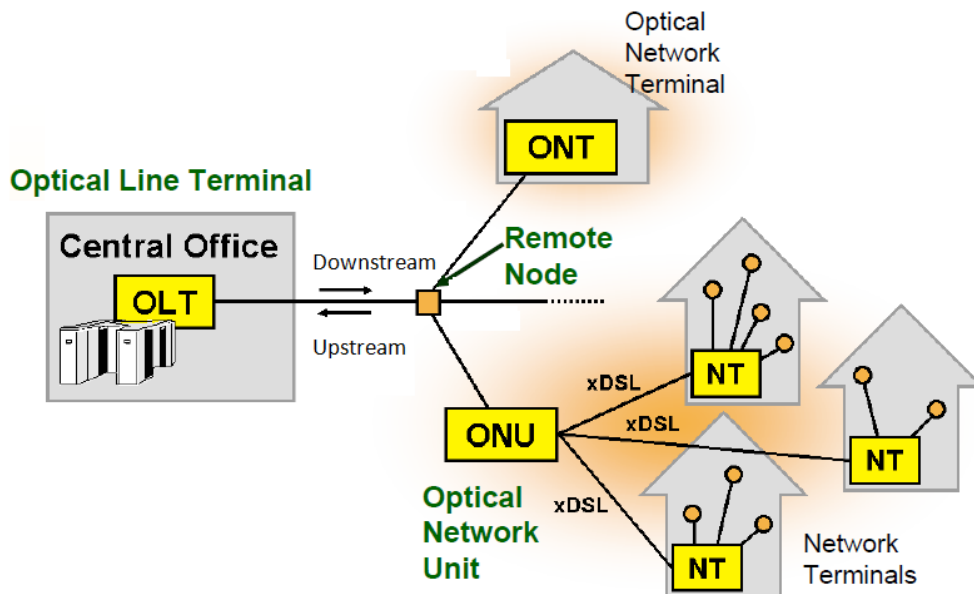 Optical
Network
Terminal
ONT
Optical Line Terminal
Central Office
OLT
Downstream
Upstream
Remote
Node
ONU
Optical
Network
Unit
xDSL
xDSL
xDSL
NT
NT
NT
Network
Terminals